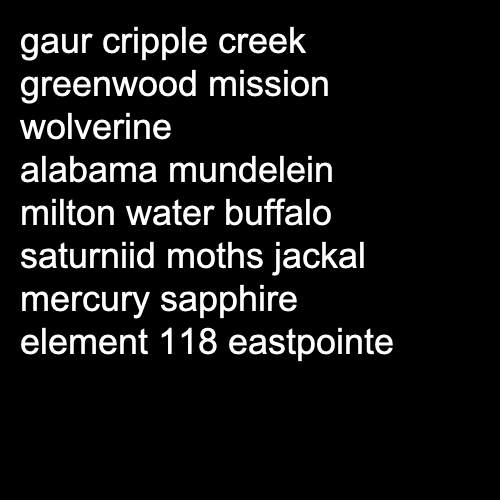 gaur cripple creek
greenwood mission
wolverine
alabama mundelein
milton water buffalo
saturniid moths jackal
mercury sapphire
element 118 eastpointe